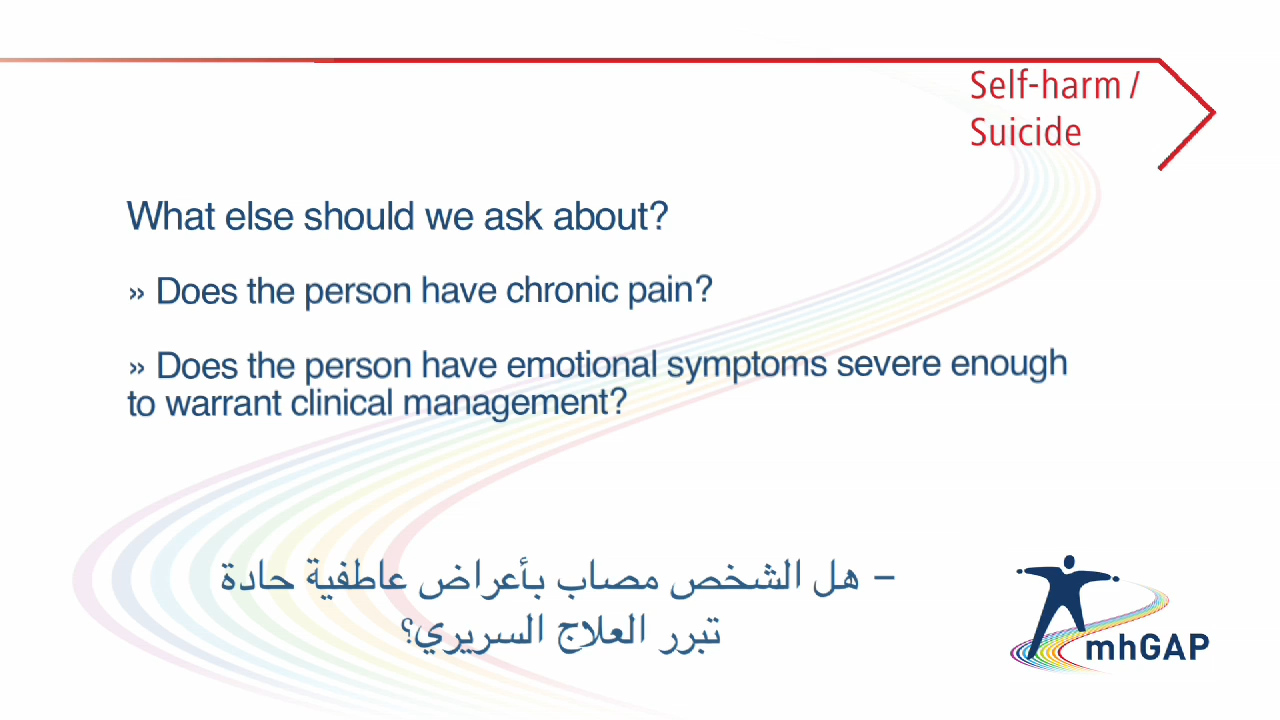 Self-harm /
Suicide
What else should we ask about?
» Does the person have chronic pain?
» Does the person have emotional symptoms severe enough
to warrant clinical management?
– هل الشخص مصاب بأعراض عاطفية حادة
تبرر العلاج السريري؟
mhGAP